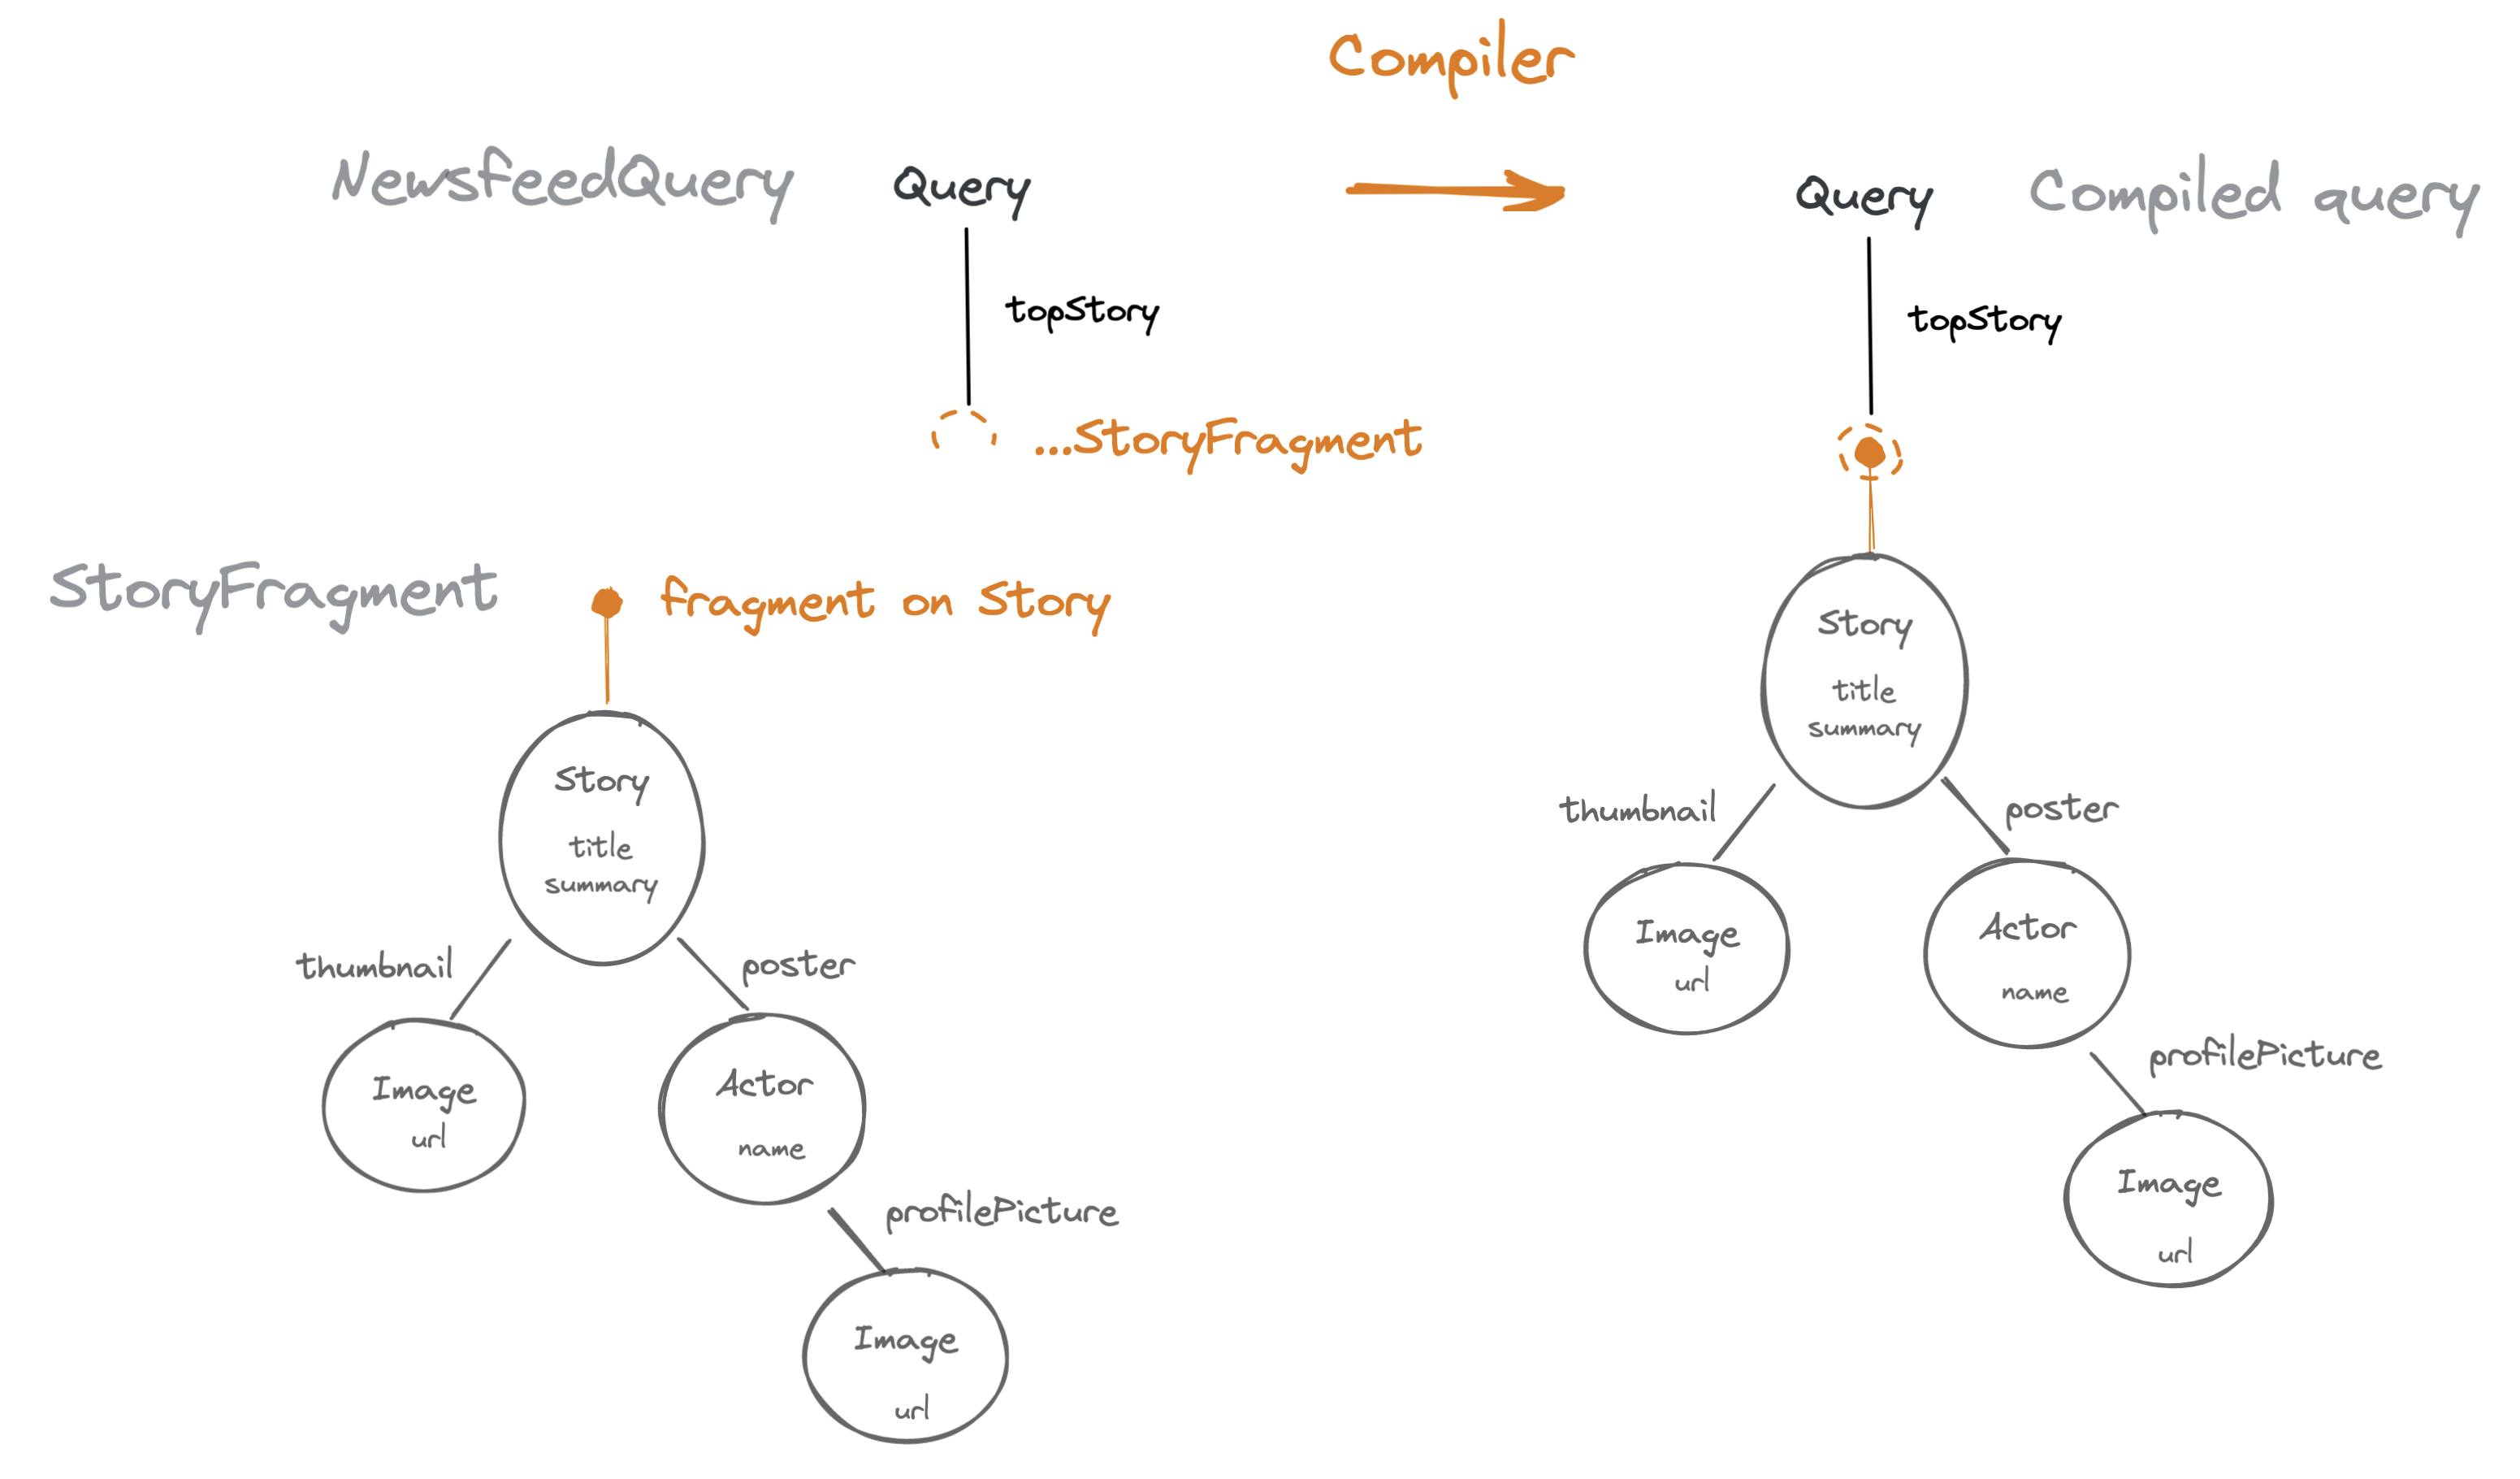 Compiler
NewsfeedQuery
Query
topStory
...StoryFragment
StoryFragment
fragment on Story
Story
title
summary
thumbnail
poster
Image
url
Actor
name
profilePicture
Image
url
Query
Compiled query
topStory
Story
title
summary
thumbnail
poster
Image
url
Actor
name
profilePicture
Image
url